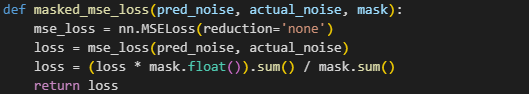 def masked_mse_loss(pred_noise, actual_noise, mask):
    mse_loss = nn.MSELoss(reduction='none')
    loss = mse_loss(pred_noise, actual_noise)
    loss = (loss * mask.float()).sum() / mask.sum()
    return loss